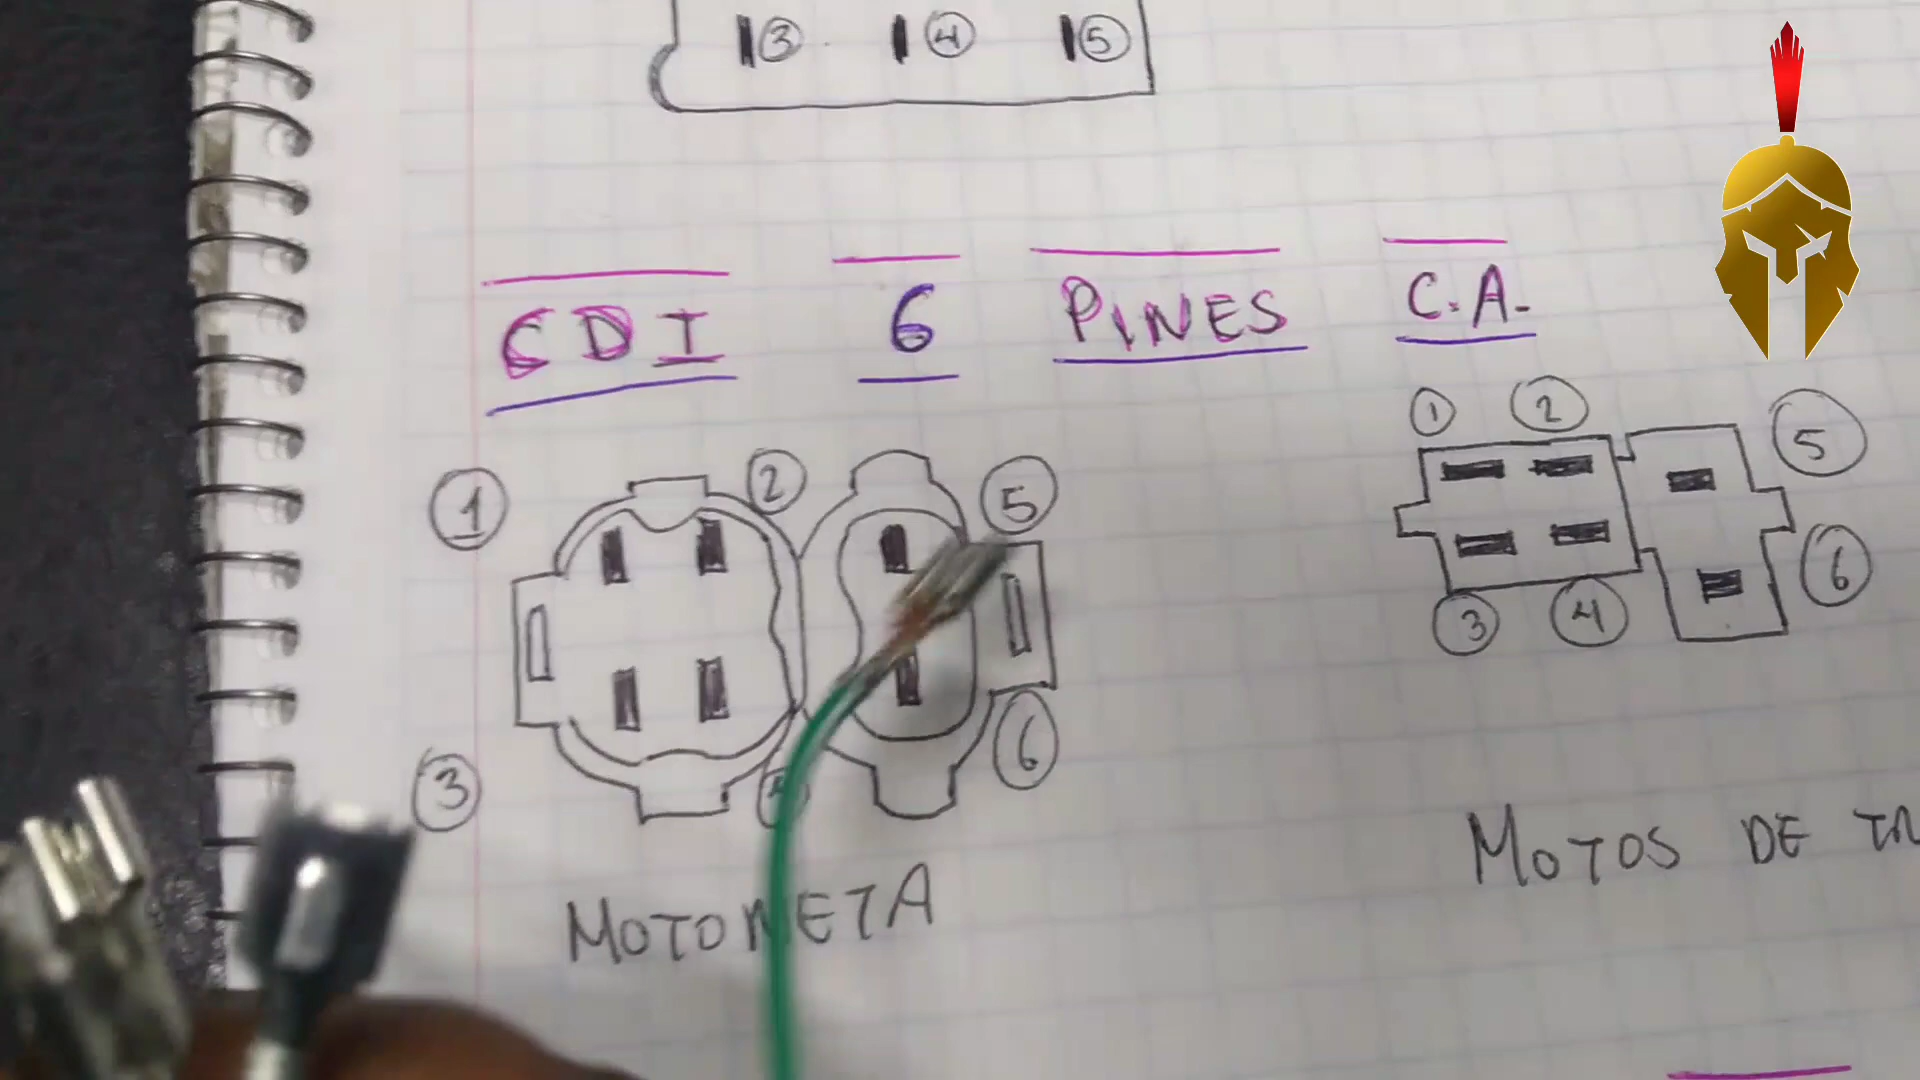 3 4 5
CDI 6 PINES C.A.
1 2
5
1 2 5
3 4 6
3 6
MOTONETA
MOTOS DE